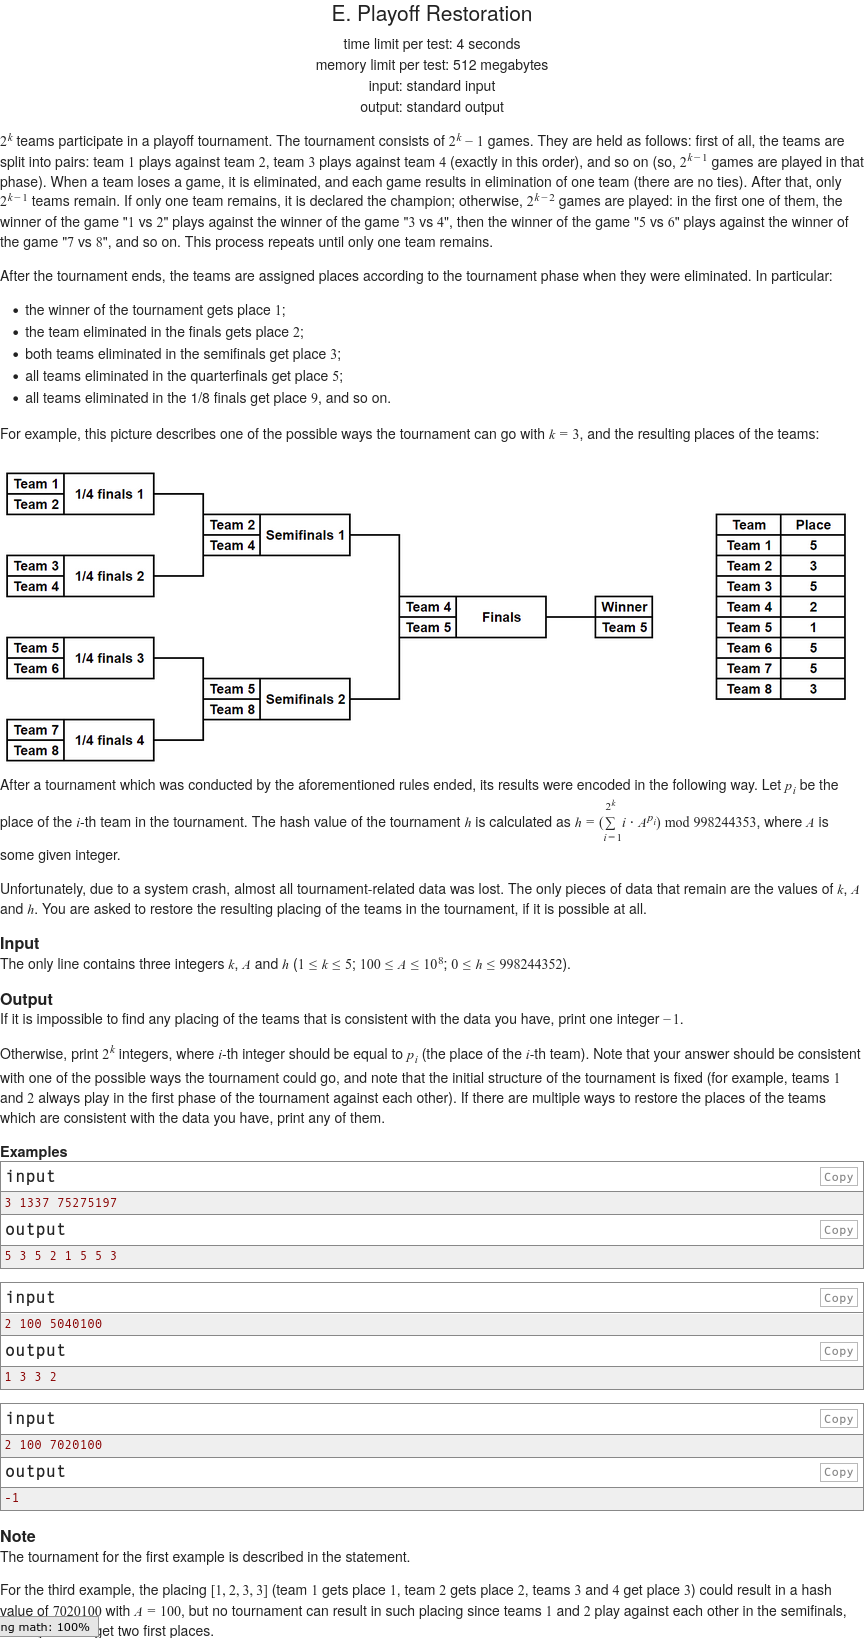 E. Playoff Restoration
time limit per test: 4 seconds
memory limit per test: 512 megabytes
input: standard input
output: standard output
2^k teams participate in a playoff tournament. The tournament consists of 2^k − 1 games. They are held as follows: first of all, the teams are
split into pairs: team 1 plays against team 2, team 3 plays against team 4 (exactly in this order), and so on (so, 2^{k−1} games are played in that
phase). When a team loses a game, it is eliminated, and each game results in elimination of one team (there are no ties). After that, only
2^{k−1} teams remain. If only one team remains, it is declared the champion; otherwise, 2^{k−2} games are played: in the first one of them, the
winner of the game "1 vs 2" plays against the winner of the game "3 vs 4", then the winner of the game "5 vs 6" plays against the winner of
the game "7 vs 8", and so on. This process repeats until only one team remains.
After the tournament ends, the teams are assigned places according to the tournament phase when they were eliminated. In particular:
• the winner of the tournament gets place 1;
• the team eliminated in the finals gets place 2;
• both teams eliminated in the semifinals get place 3;
• all teams eliminated in the quarterfinals get place 5;
• all teams eliminated in the 1/8 finals get place 9, and so on.
For example, this picture describes one of the possible ways the tournament can go with k = 3, and the resulting places of the teams:
Team 1
Team 2
1/4 finals 1
Team 3
Team 4
1/4 finals 2
Team 5
Team 6
1/4 finals 3
Team 7
Team 8
1/4 finals 4
Team 2
Team 4
Semifinals 1
Team 5
Team 8
Semifinals 2
Team 4
Team 5
Finals
Winner
Team 5
Team Place
Team 1 5
Team 2 3
Team 3 5
Team 4 2
Team 5 1
Team 6 5
Team 7 5
Team 8 3
After a tournament which was conducted by the aforementioned rules ended, its results were encoded in the following way. Let p_i be the
place of the i-th team in the tournament. The hash value of the tournament h is calculated as h = (∑_{i=1}^{2^k} i · A^{p_i}) mod 998244353, where A is
some given integer.
Unfortunately, due to a system crash, almost all tournament-related data was lost. The only pieces of data that remain are the values of k, A
and h. You are asked to restore the resulting placing of the teams in the tournament, if it is possible at all.
Input
The only line contains three integers k, A and h (1 ≤ k ≤ 5; 100 ≤ A ≤ 10^8; 0 ≤ h ≤ 998244352).
Output
If it is impossible to find any placing of the teams that is consistent with the data you have, print one integer −1.
Otherwise, print 2^k integers, where i-th integer should be equal to p_i (the place of the i-th team). Note that your answer should be consistent
with one of the possible ways the tournament could go, and note that the initial structure of the tournament is fixed (for example, teams 1
and 2 always play in the first phase of the tournament against each other). If there are multiple ways to restore the places of the teams
which are consistent with the data you have, print any of them.
Examples
input
Copy
3 1337 75275197
output
Copy
5 3 5 2 1 5 5 3
input
Copy
2 100 5040100
output
Copy
1 3 3 2
input
Copy
2 100 7020100
output
Copy
-1
Note
The tournament for the first example is described in the statement.
For the third example, the placing [1, 2, 3, 3] (team 1 gets place 1, team 2 gets place 2, teams 3 and 4 get place 3) could result in a hash
value of 7020100 with A = 100, but no tournament can result in such placing since teams 1 and 2 play against each other in the semifinals,
ng math: 100%
get two first places.